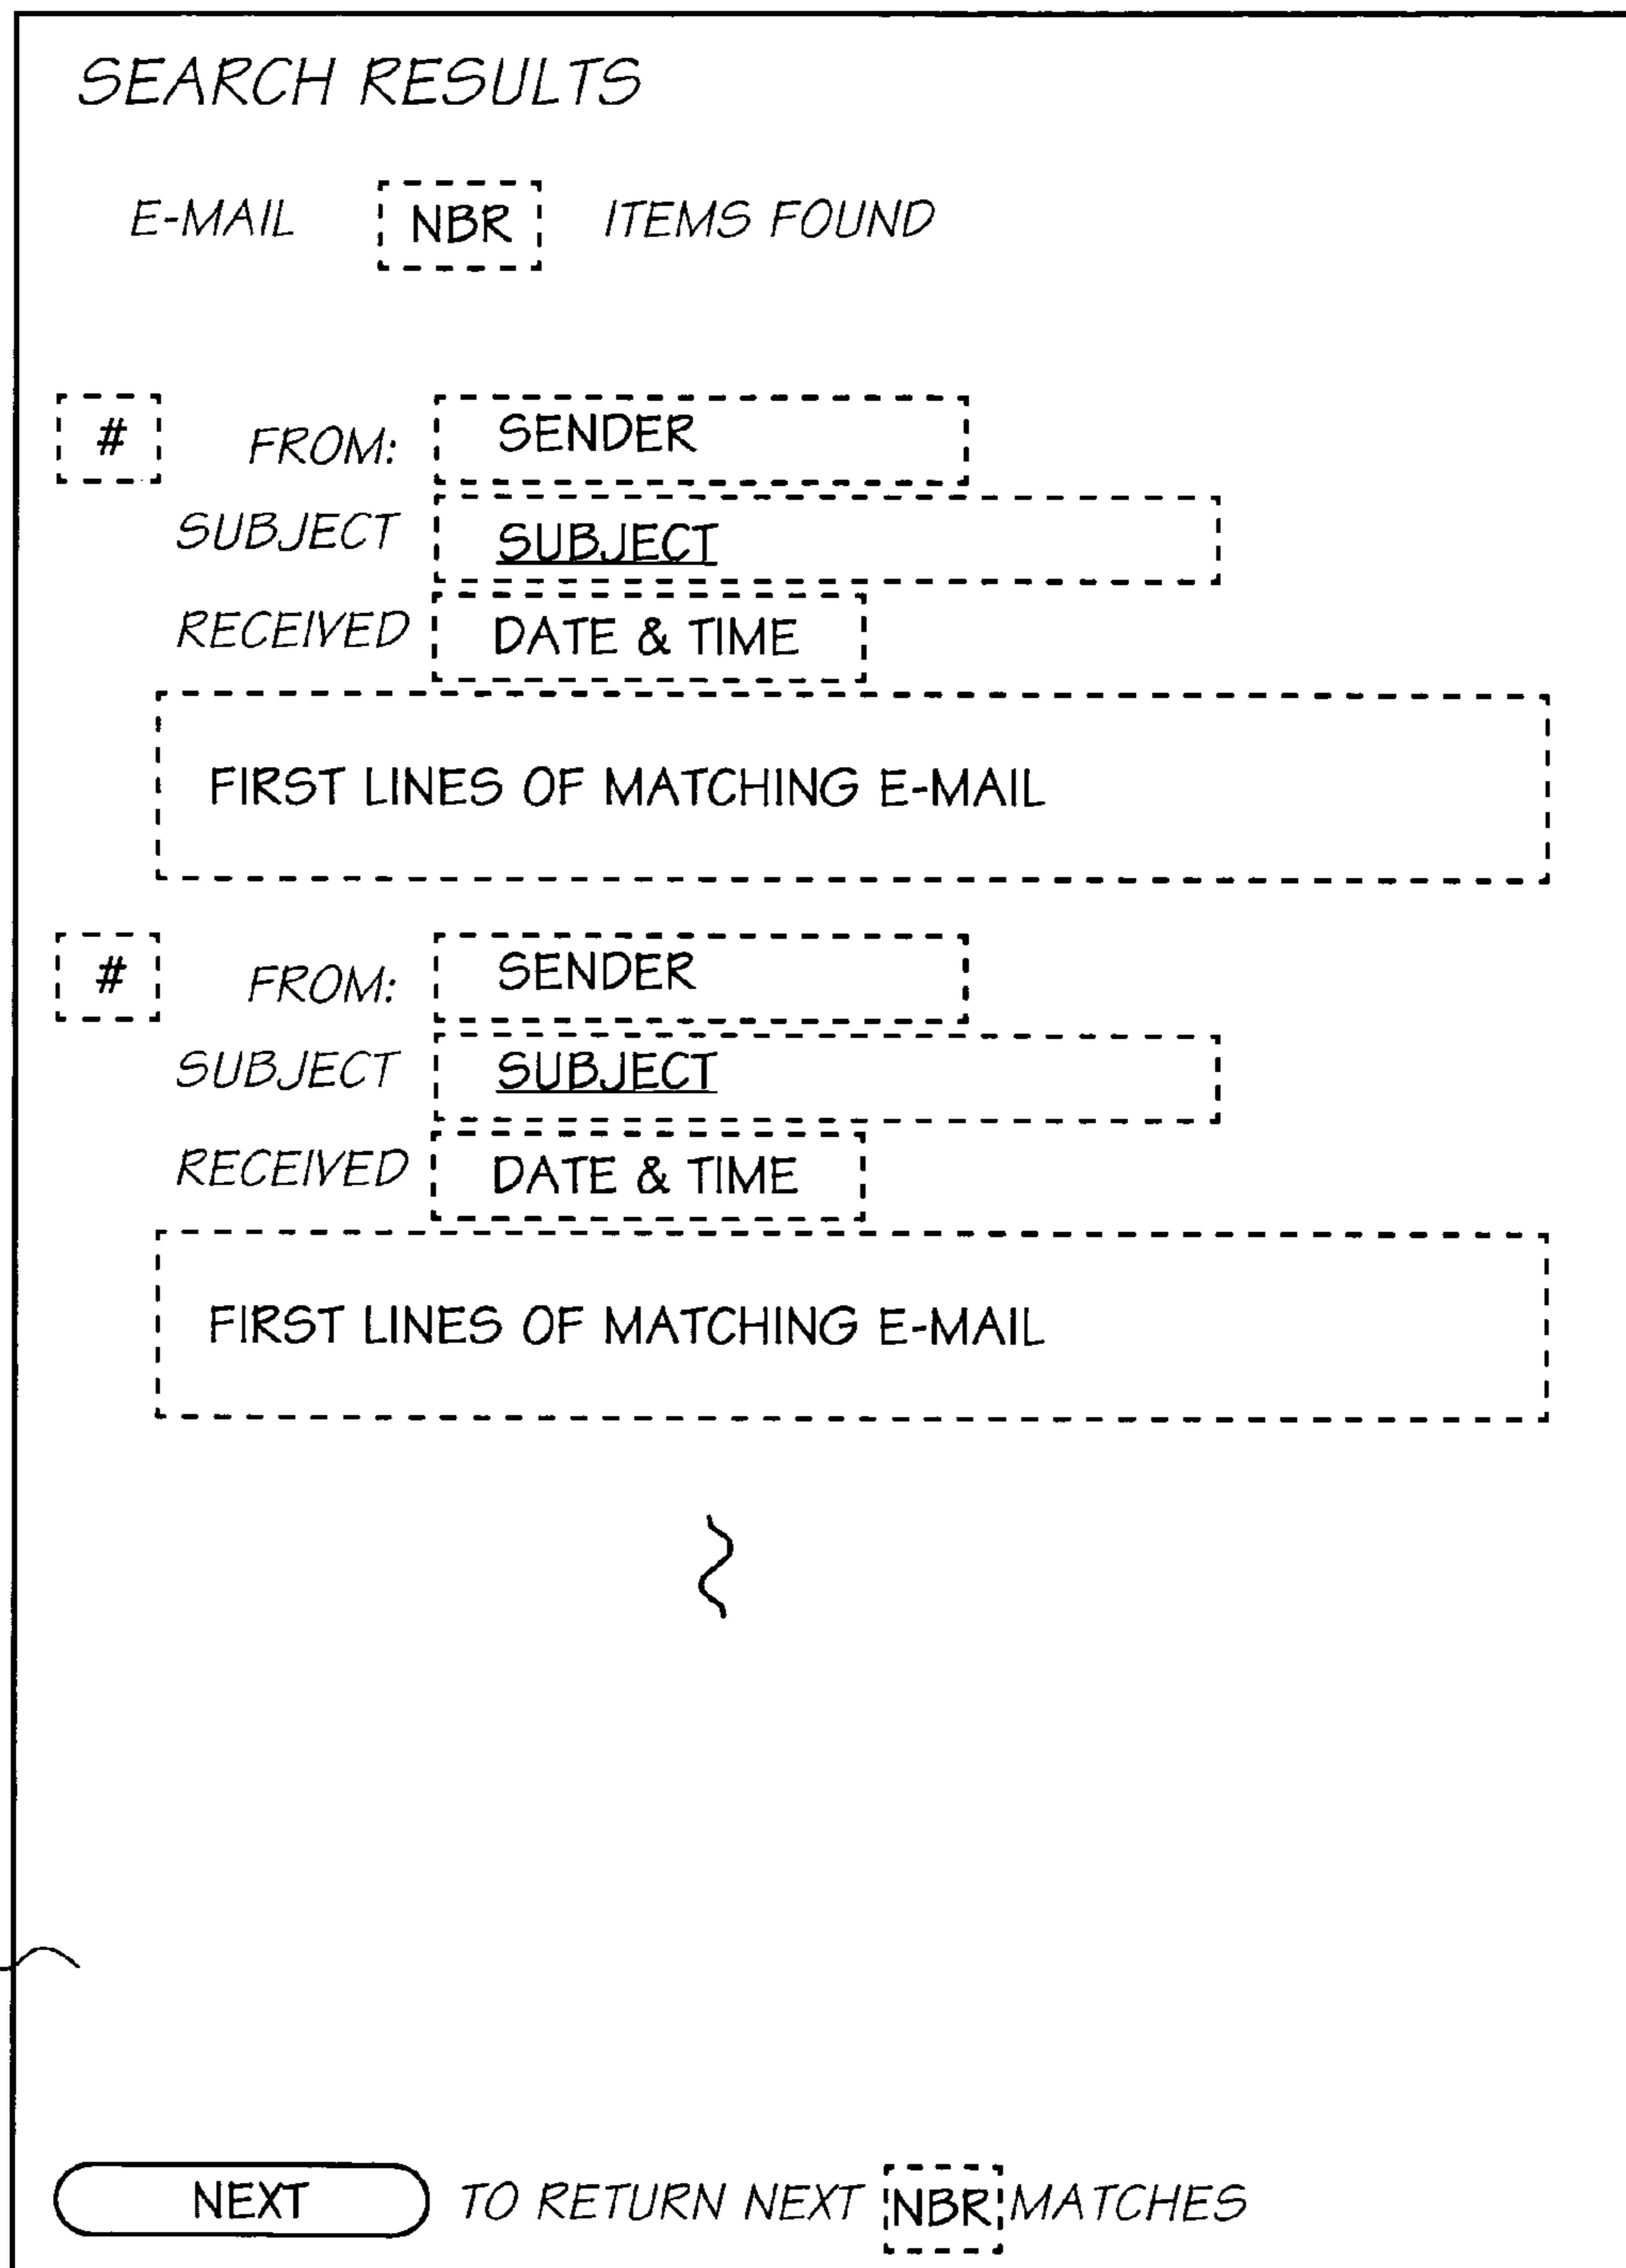 SEARCH RESULTS
E-MAIL NBR ITEMS FOUND
# FROM: SENDER
SUBJECT SUBJECT
RECEIVED DATE & TIME
FIRST LINES OF MATCHING E-MAIL
# FROM: SENDER
SUBJECT SUBJECT
RECEIVED DATE & TIME
FIRST LINES OF MATCHING E-MAIL
NEXT TO RETURN NEXT NBR MATCHES